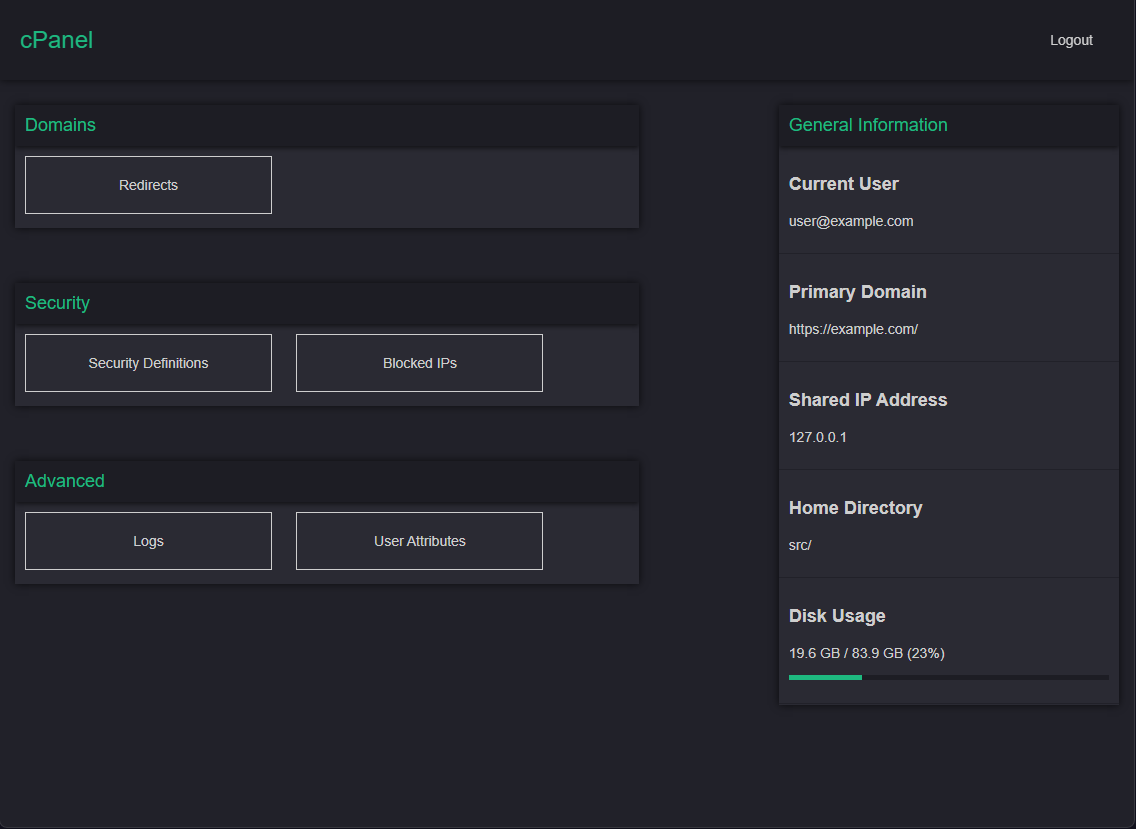 cPanel
Logout
Domains
Redirects
Security
Security Definitions
Blocked IPs
Advanced
Logs
User Attributes
General Information
Current User
user@example.com
Primary Domain
https://example.com/
Shared IP Address
127.0.0.1
Home Directory
src/
Disk Usage
19.6 GB / 83.9 GB (23%)